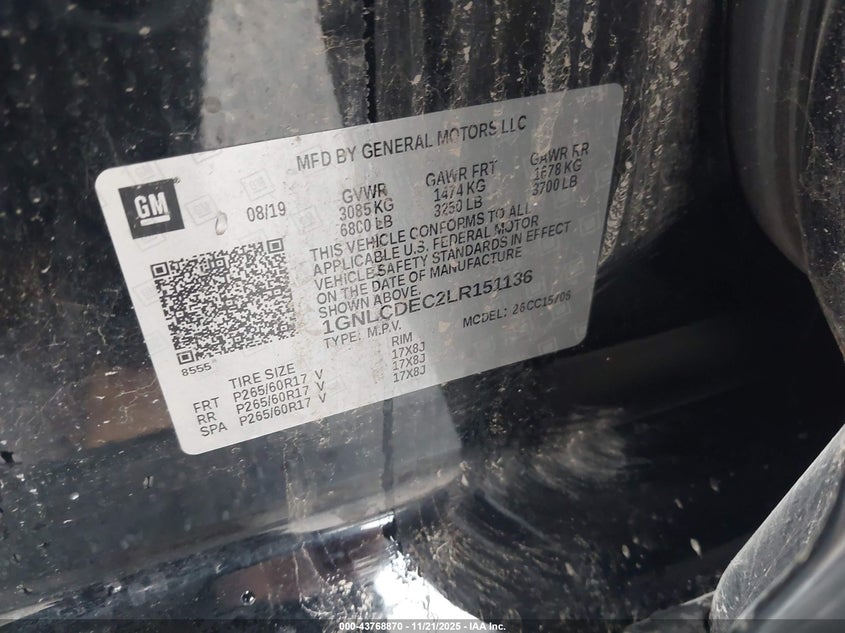 MFD BY GENERAL MOTORS LLC
GM
08/19
GVWR
3085 KG
6800 LB
GAWR FRT
1474 KG
3250 LB
GAWR RR
1678 KG
3700 LB
THIS VEHICLE CONFORMS TO ALL
APPLICABLE U.S. FEDERAL MOTOR
VEHICLE SAFETY STANDARDS IN EFFECT
ON THE DATE OF MANUFACTURE
SHOWN ABOVE.
1GNLCDEC2LR151136
TYPE: M.P.V.
MODEL: 26CC15706
8555
TIRE SIZE
RIM
FRT P265/60R17 V 17X8J
RR P265/60R17 V 17X8J
SPA P265/60R17 V 17X8J
000-43768870 - 11/21/2025 - IAA Inc.